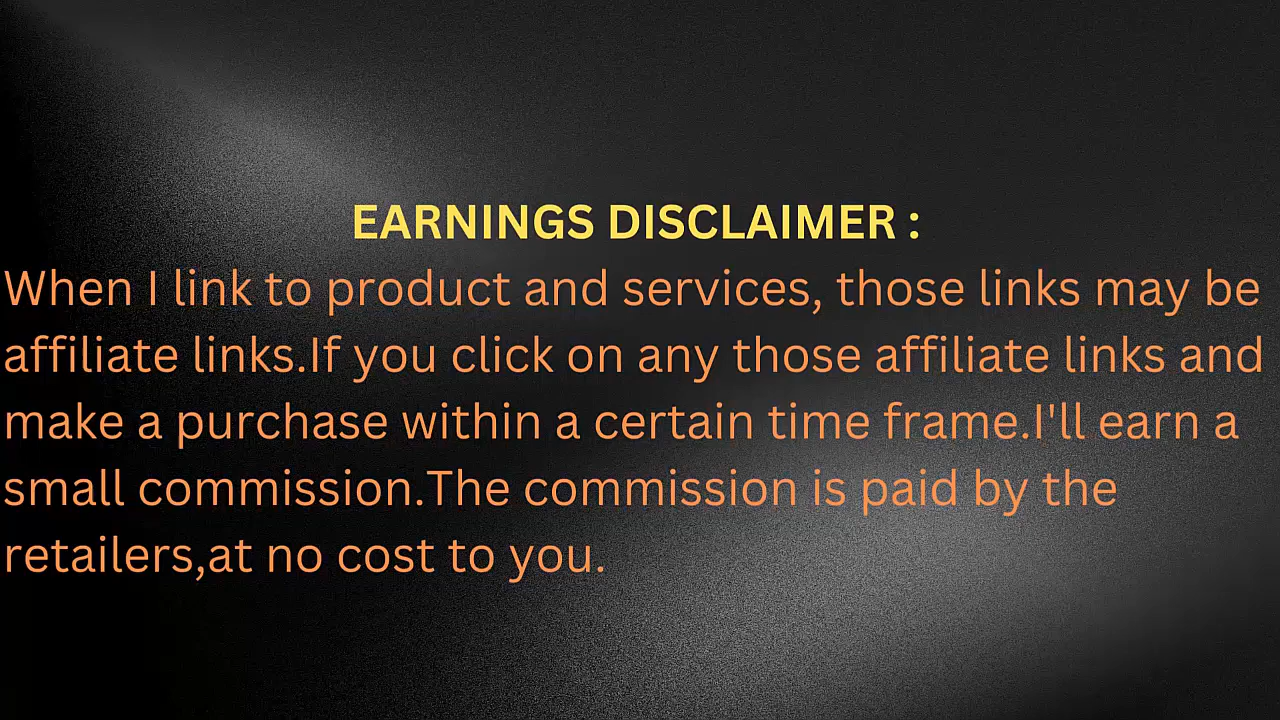 EARNINGS DISCLAIMER :
When I link to product and services, those links may be
affiliate links.If you click on any those affiliate links and
make a purchase within a certain time frame.I'll earn a
small commission.The commission is paid by the
retailers,at no cost to you.